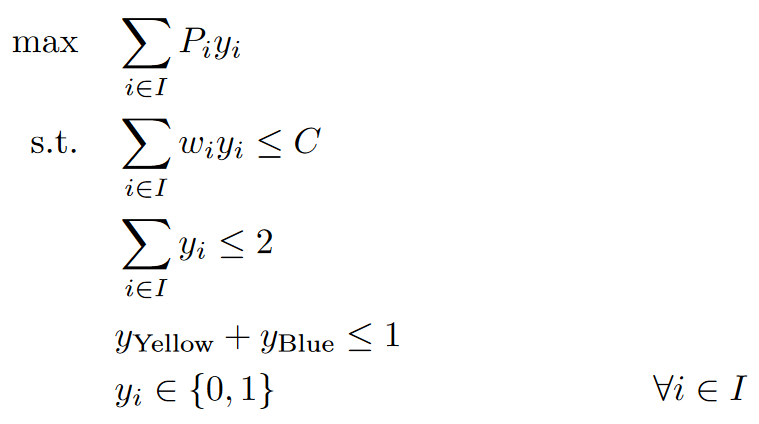 max ∑_{i∈I} P_i y_i
s.t. ∑_{i∈I} w_i y_i ≤ C
∑_{i∈I} y_i ≤ 2
y_Yellow + y_Blue ≤ 1
y_i ∈ {0, 1} ∀i ∈ I